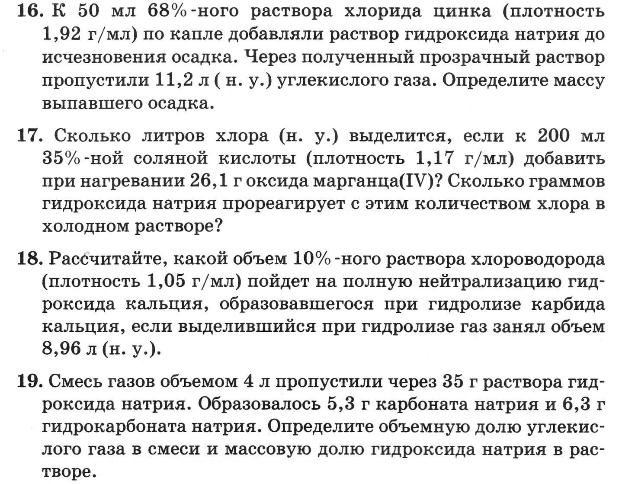 16. К 50 мл 68%-ного раствора хлорида цинка (плотность
1,92 г/мл) по капле добавляли раствор гидроксида натрия до
исчезновения осадка. Через полученный прозрачный раствор
пропустили 11,2 л ( н. у.) углекислого газа. Определите массу
выпавшего осадка.
17. Сколько литров хлора (н. у.) выделится, если к 200 мл
35%-ной соляной кислоты (плотность 1,17 г/мл) добавить
при нагревании 26,1 г оксида марганца(IV)? Сколько граммов
гидроксида натрия прореагирует с этим количеством хлора в
холодном растворе?
18. Рассчитайте, какой объем 10%-ного раствора хлороводорода
(плотность 1,05 г/мл) пойдет на полную нейтрализацию гид-
роксида кальция, образовавшегося при гидролизе карбида
кальция, если выделившийся при гидролизе газ занял объем
8,96 л (н. у.).
19. Смесь газов объемом 4 л пропустили через 35 г раствора гид-
роксида натрия. Образовалось 5,3 г карбоната натрия и 6,3 г
гидрокарбоната натрия. Определите объемную долю углекис-
лого газа в смеси и массовую долю гидроксида натрия в рас-
творе.